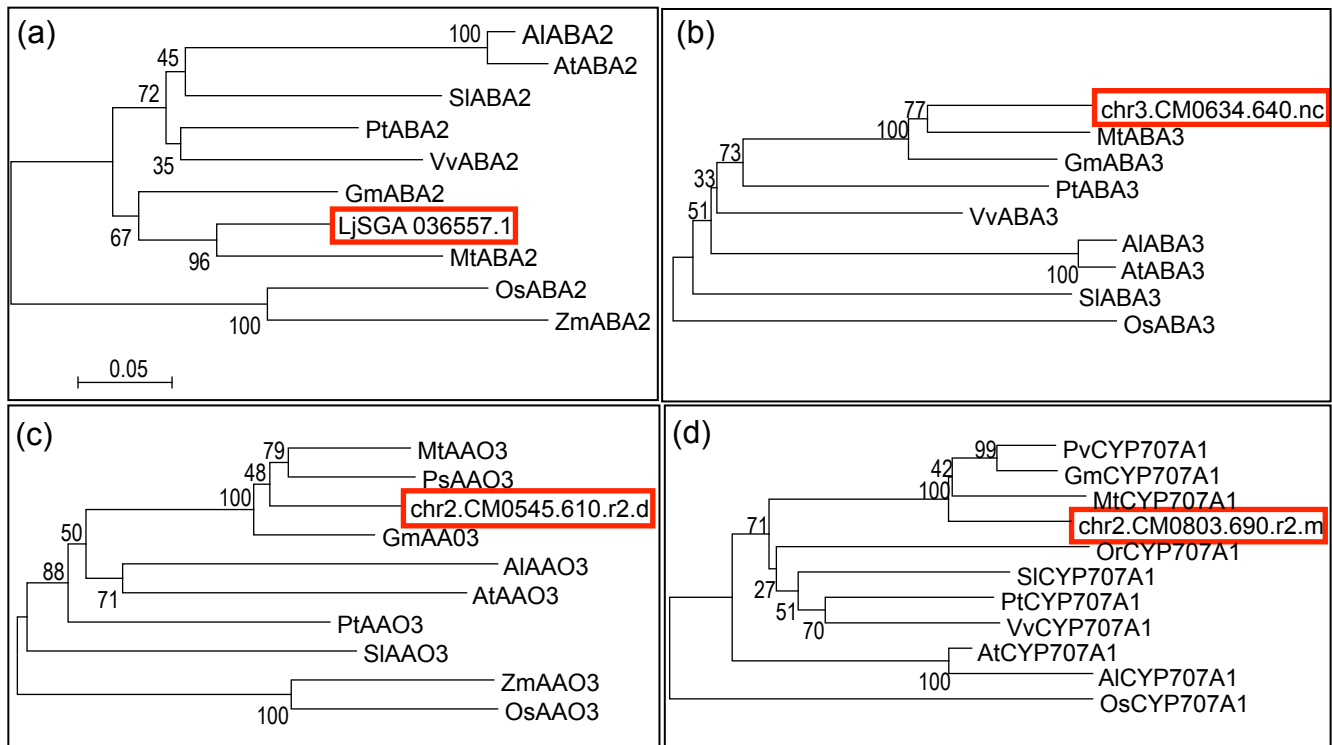 (a)
100
AlABA2
AtABA2
45
SlABA2
72
PtABA2
VvABA2
35
GmABA2
LjSGA 036557.1
67
MtABA2
96
OsABA2
ZmABA2
100
0.05
(b)
77
chr3.CM0634.640.nc
100
MtABA3
GmABA3
73
PtABA3
33
VvABA3
51
AlABA3
AtABA3
100
SlABA3
OsABA3
(c)
79
MtAAO3
48
PsAAO3
100
chr2.CM0545.610.r2.d
GmAA03
50
AlAAO3
88
AtAAO3
71
PtAAO3
SlAAO3
ZmAAO3
OsAAO3
100
(d)
99
PvCYP707A1
42
GmCYP707A1
100
MtCYP707A1
chr2.CM0803.690.r2.m
71
OrCYP707A1
SlCYP707A1
27
PtCYP707A1
51
VvCYP707A1
70
AtCYP707A1
AlCYP707A1
100
OsCYP707A1